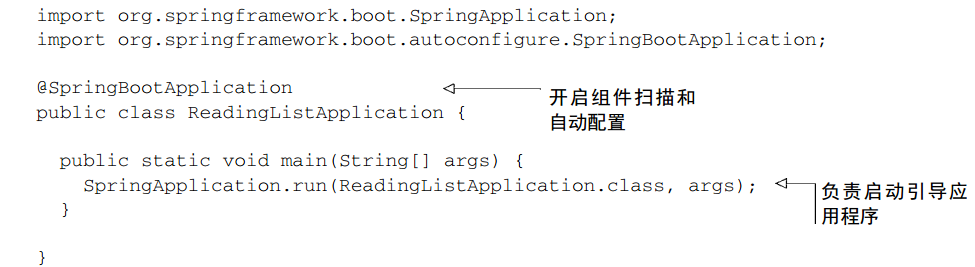 import org.springframework.boot.SpringApplication;
import org.springframework.boot.autoconfigure.SpringBootApplication;
@SpringBootApplication
开启组件扫描和
自动配置
public class ReadingListApplication {
public static void main(String[] args) {
SpringApplication.run(ReadingListApplication.class, args);
负责启动引导应
用程序
}
}